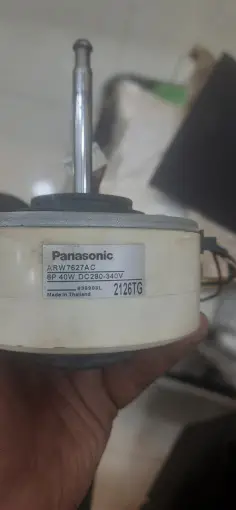 Panasonic
ARW7627AC
6P 40W DC280-340V
2126TG
Made in Thailand